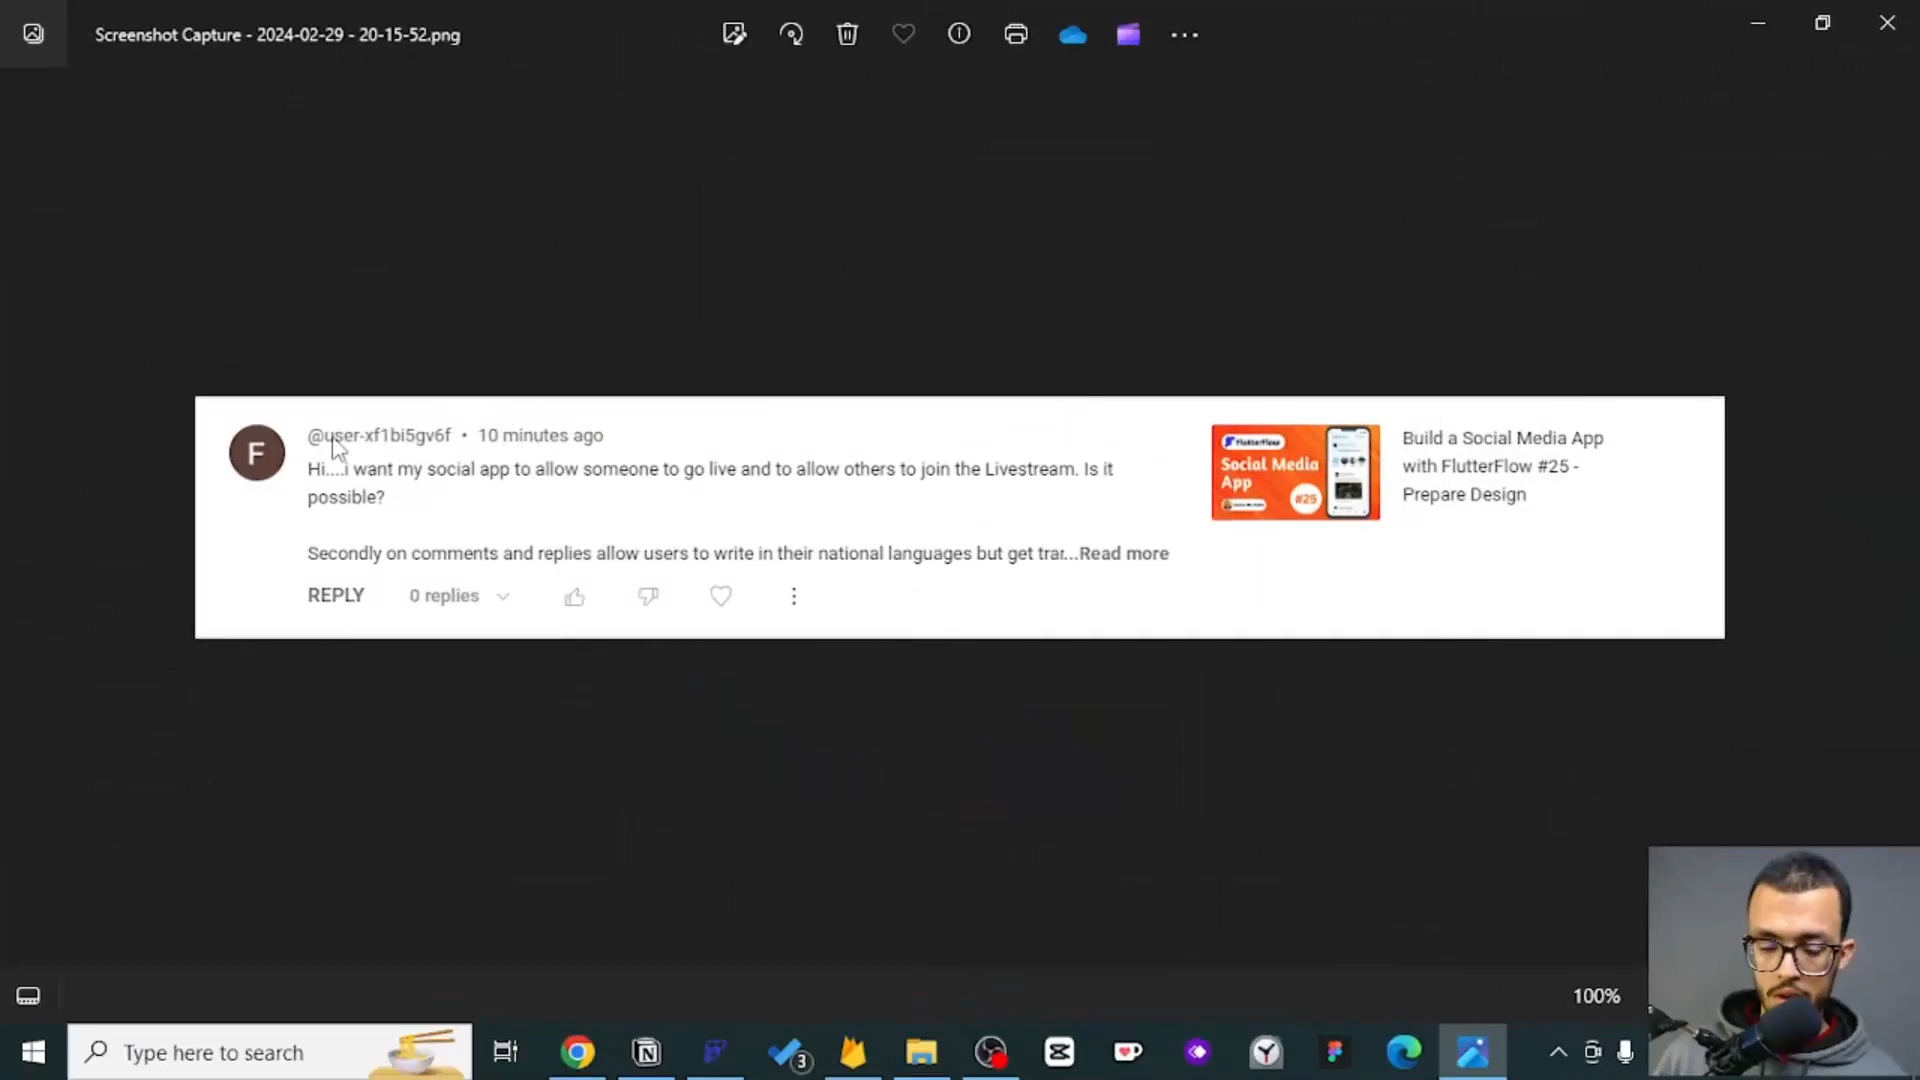 Screenshot Capture - 2024-02-29 - 20-15-52.png
F
@user-xf1bi5gv6f • 10 minutes ago
Hi....i want my social app to allow someone to go live and to allow others to join the Livestream. Is it
possible?
Secondly on comments and replies allow users to write in their national languages but get trar...Read more
REPLY
0 replies
FlutterFlow
Social Media
App
#25
Build a Social Media App
with FlutterFlow #25 -
Prepare Design
100%
Type here to search
3